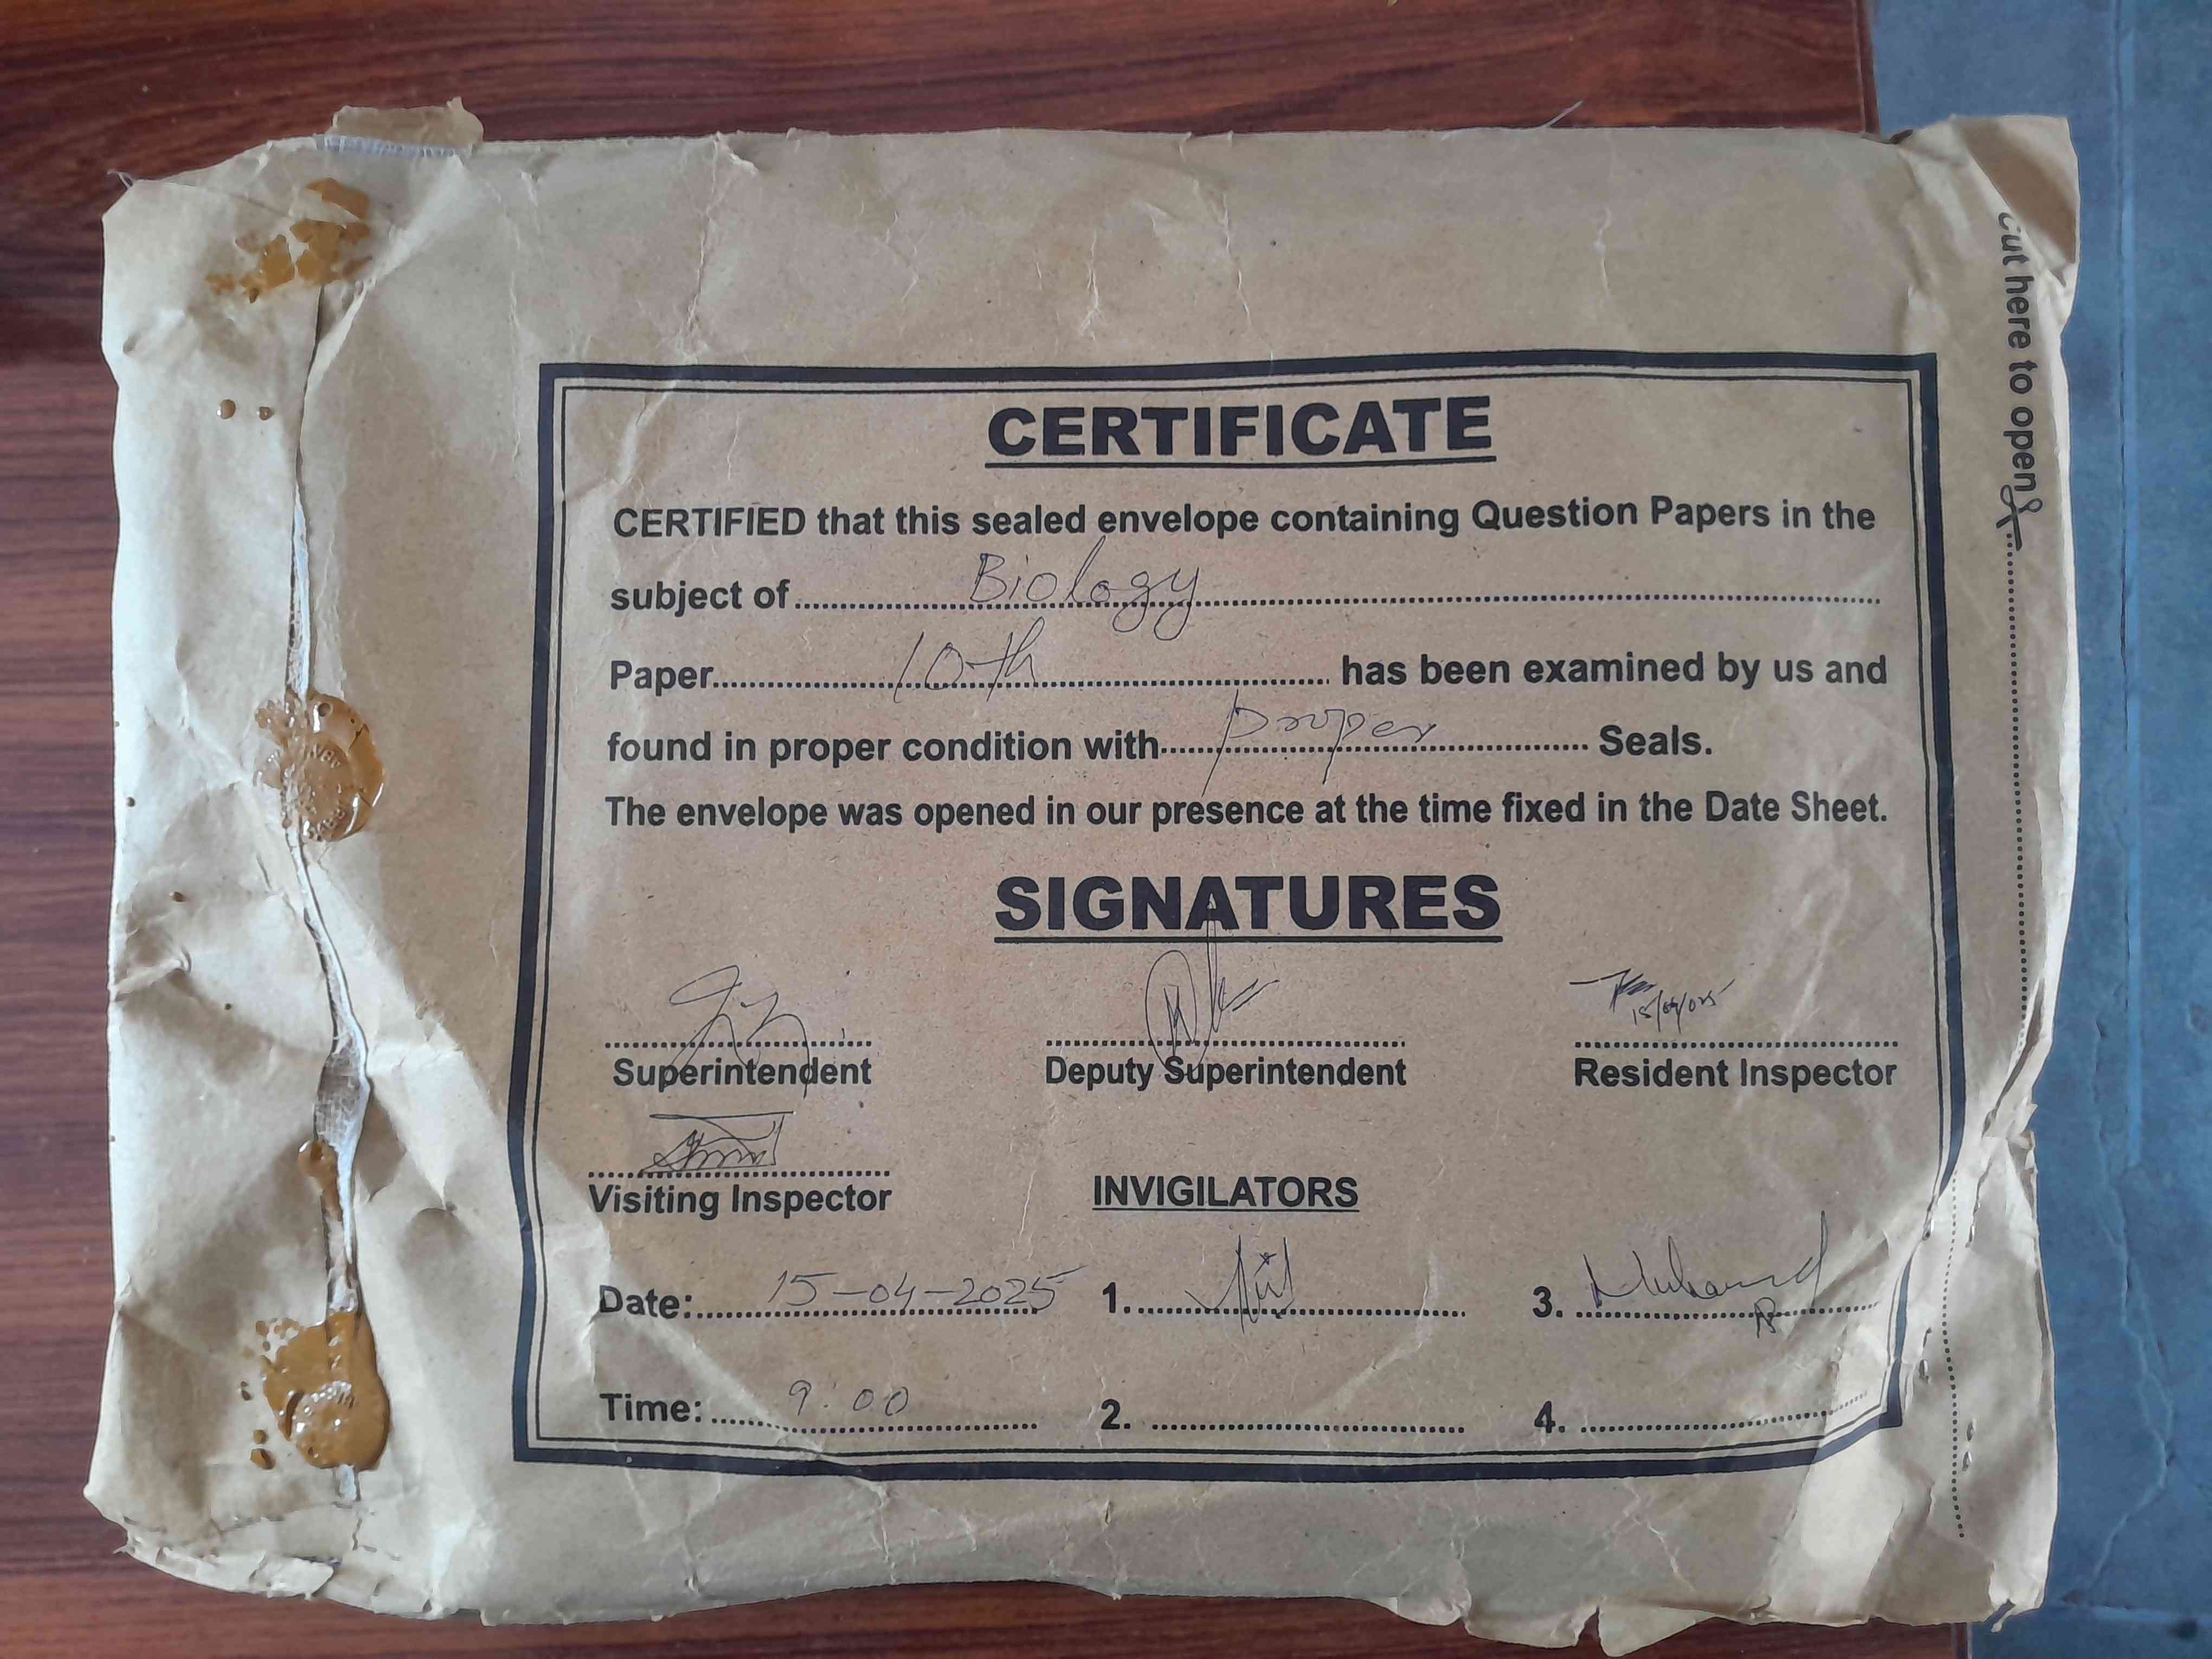 Cut here to open
CERTIFICATE
CERTIFIED that this sealed envelope containing Question Papers in the
subject of Biology
Paper 10th has been examined by us and
found in proper condition with proper Seals.
The envelope was opened in our presence at the time fixed in the Date Sheet.
SIGNATURES
15/04/025
Superintendent Deputy Superintendent Resident Inspector
Visiting Inspector INVIGILATORS
Date: 15-04-2025 1. 3.
Time: 9:00 2. 4.